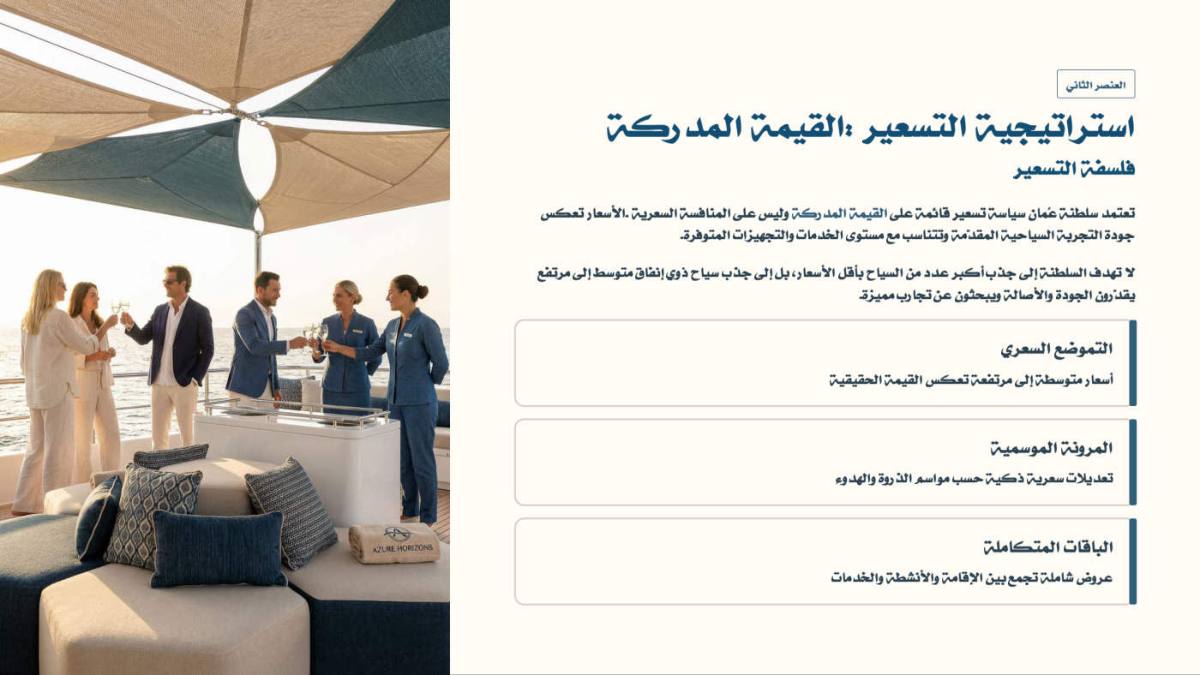 العنصر الثاني
استراتيجية التسعير :القيمة المدركة
فلسفة التسعير
تعتمد سلطنة عُمان سياسة تسعير قائمة على القيمة المدركة وليس على المنافسة السعرية .الأسعار تعكس
جودة التجربة السياحية المقدّمة وتتناسب مع مستوى الخدمات والتجهيزات المتوفرة.
لا تهدف السلطنة إلى جذب أكبر عدد من السياح بأقل الأسعار، بل إلى جذب سياح ذوي إنفاق متوسط إلى مرتفع
يقدّرون الجودة والأصالة ويبحثون عن تجارب مميزة.
التموضع السعري
أسعار متوسطة إلى مرتفعة تعكس القيمة الحقيقية
المرونة الموسمية
تعديلات سعرية ذكية حسب مواسم الذروة والهدوء
الباقات المتكاملة
عروض شاملة تجمع بين الإقامة والأنشطة والخدمات
AZURE HORIZONS